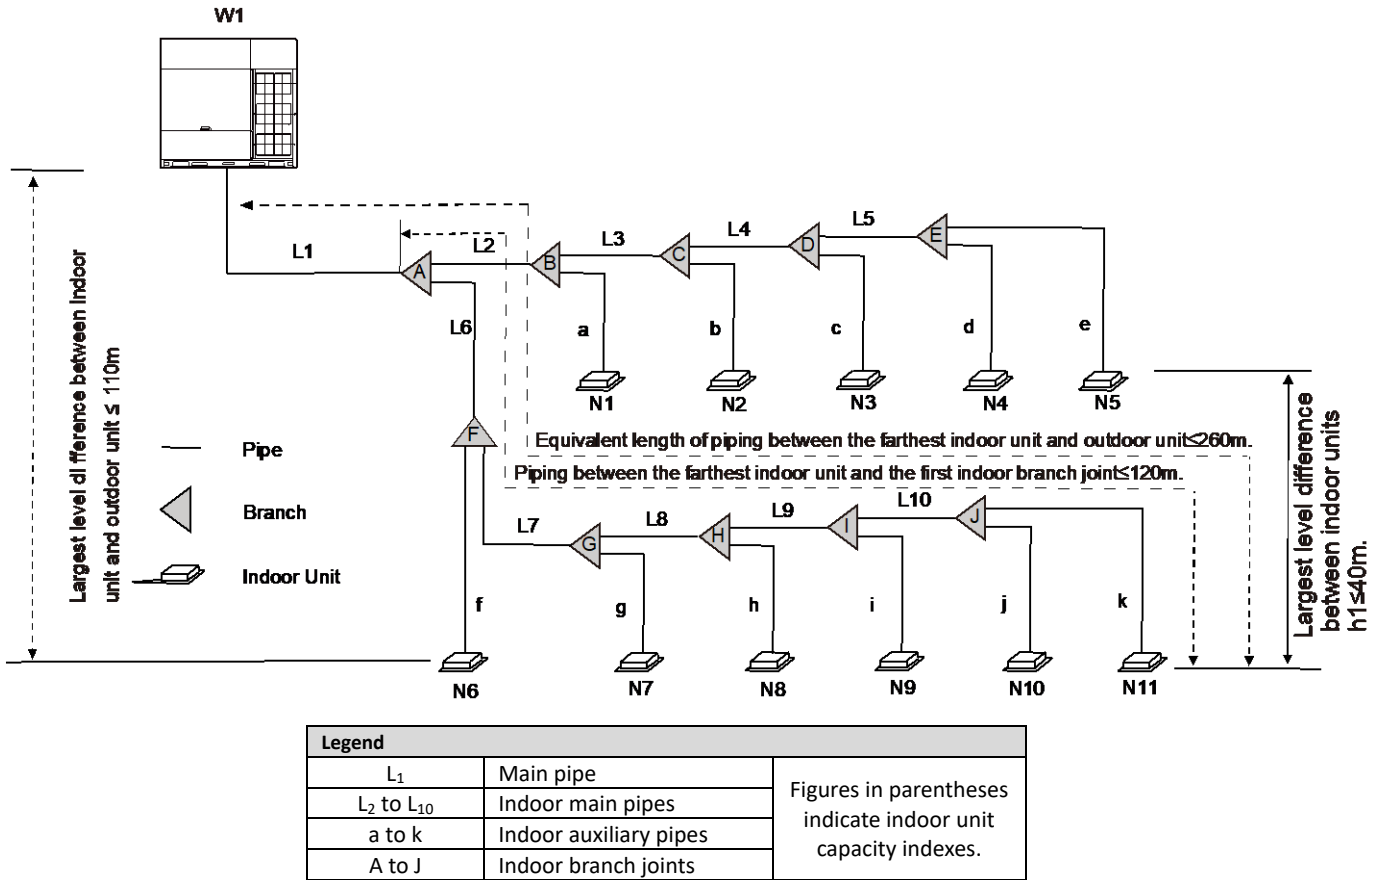 W1
L1
L2
L3
L4
L5
A
B
C
D
E
L6
a
b
c
d
e
N1
N2
N3
N4
N5
Largest level di fference between indoor
unit and outdoor unit ≤ 110m
Pipe
Branch
Indoor Unit
F
Equivalent length of piping between the farthest indoor unit and outdoor unit≤260m.
Piping between the farthest indoor unit and the first indoor branch joint≤120m.
Largest level difference
between indoor units
h1≤40m.
L7
L8
L9
L10
G
H
I
J
f
g
h
i
j
k
N6
N7
N8
N9
N10
N11
Legend
L1 Main pipe
L2 to L10 Indoor main pipes
a to k Indoor auxiliary pipes
A to J Indoor branch joints
Figures in parentheses
indicate indoor unit
capacity indexes.